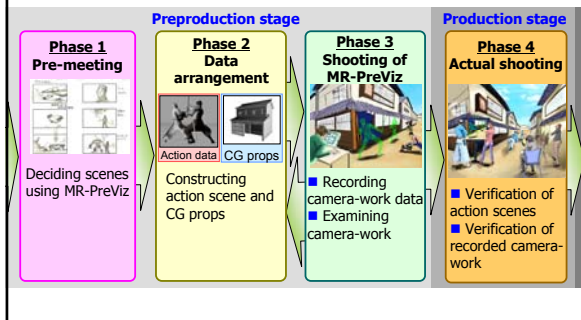 Preproduction stage
Production stage
Phase 1
Pre-meeting
Deciding scenes
using MR-PreViz
Phase 2
Data
arrangement
Action data
CG props
Constructing
action scene and
CG props
Phase 3
Shooting of
MR-PreViz
■ Recording
camera-work data
■ Examining
camera-work
Phase 4
Actual shooting
■ Verification of
action scenes
■ Verification of
recorded camera-
work